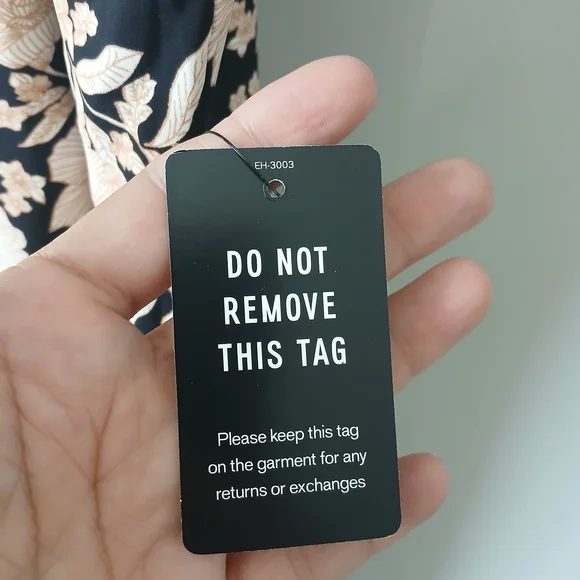 EH-3003
DO NOT
REMOVE
THIS TAG
Please keep this tag
on the garment for any
returns or exchanges